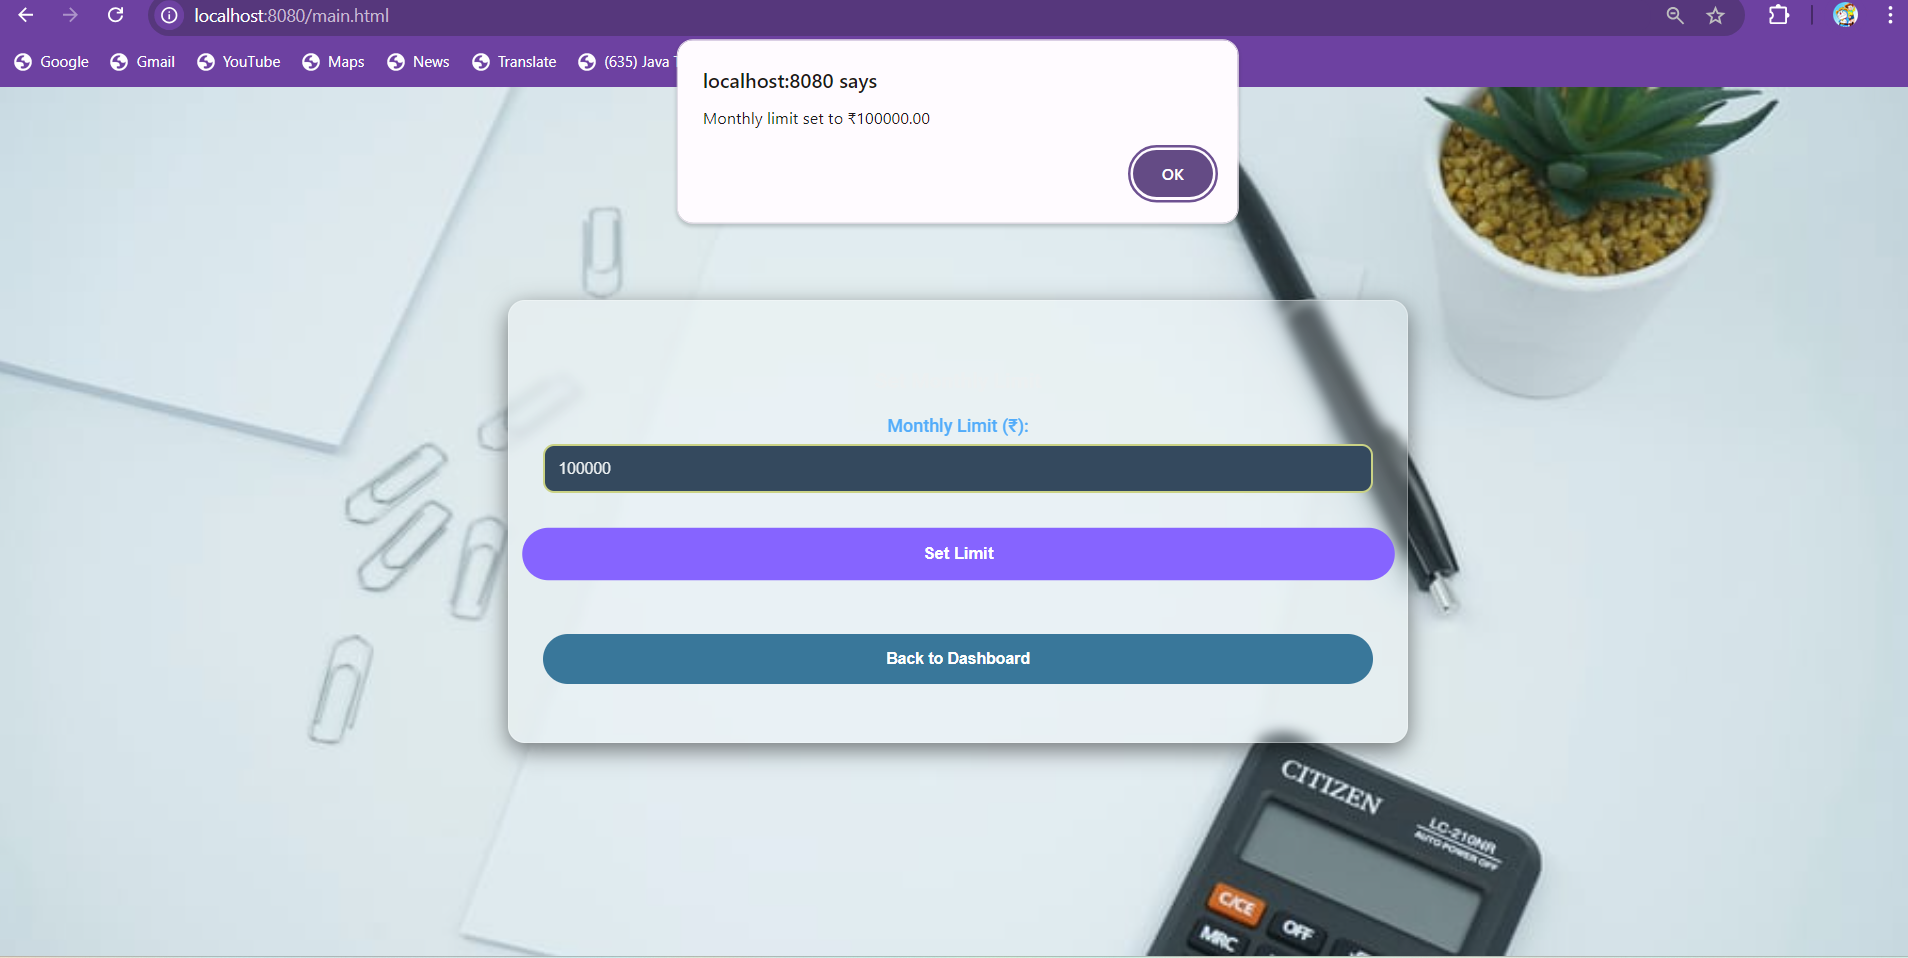 localhost:8080/main.html
Google Gmail YouTube Maps News Translate (635) Java
localhost:8080 says
Monthly limit set to ₹100000.00
OK
Monthly Limit (₹):
100000
Set Limit
Back to Dashboard
CITIZEN
LC-210NR
AUTO POWER OFF
C/CE
OFF
MRC